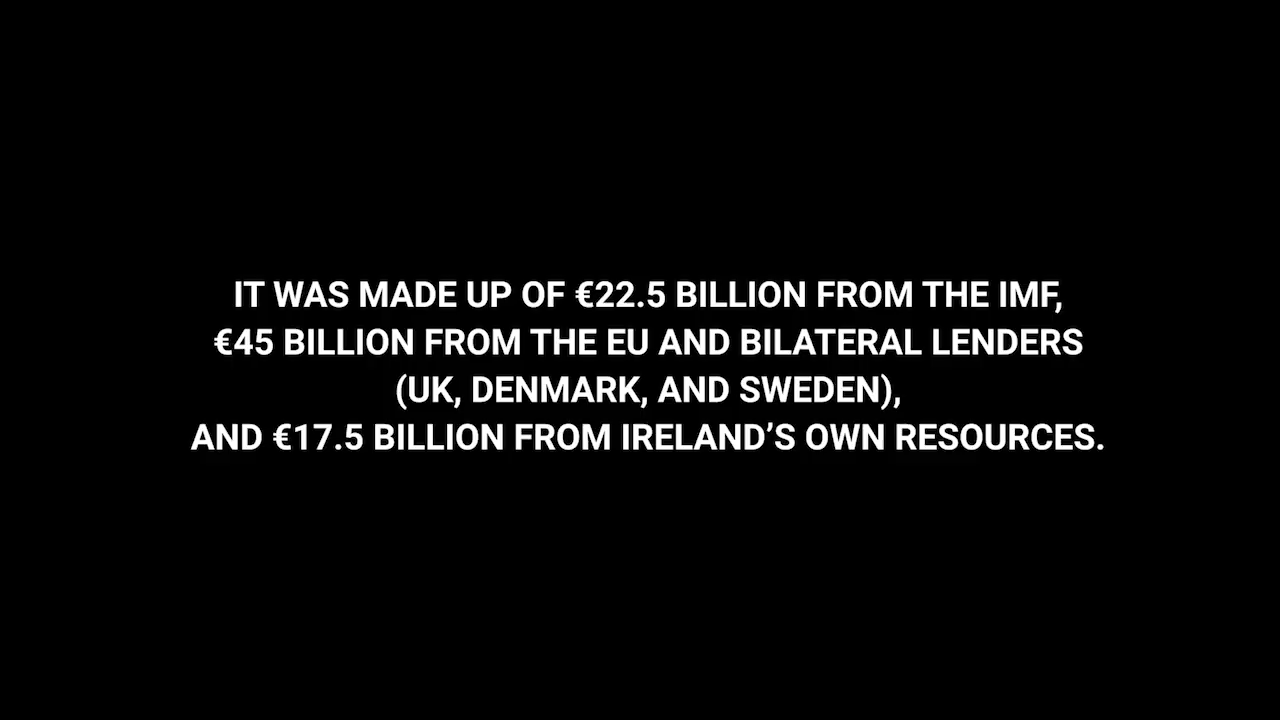 IT WAS MADE UP OF €22.5 BILLION FROM THE IMF,
€45 BILLION FROM THE EU AND BILATERAL LENDERS
(UK, DENMARK, AND SWEDEN),
AND €17.5 BILLION FROM IRELAND’S OWN RESOURCES.